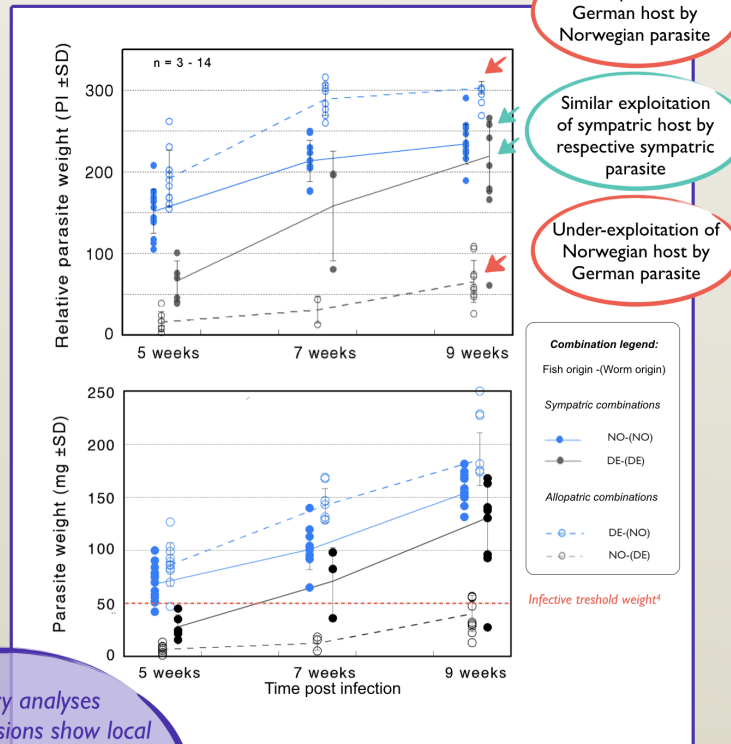 German host by
Norwegian parasite
n = 3 - 14
Relative parasite weight (PI ±SD)
300
200
100
0
5 weeks
7 weeks
9 weeks
Similar exploitation
of sympatric host by
respective sympatric
parasite
Under-exploitation of
Norwegian host by
German parasite
Combination legend:
Fish origin -(Worm origin)
Sympatric combinations
NO-(NO)
DE-(DE)
Allopatric combinations
DE-(NO)
NO-(DE)
Infective treshold weight⁴
Parasite weight (mg ±SD)
250
200
150
100
50
0
5 weeks
7 weeks
9 weeks
Time post infection
y analyses
sions show local